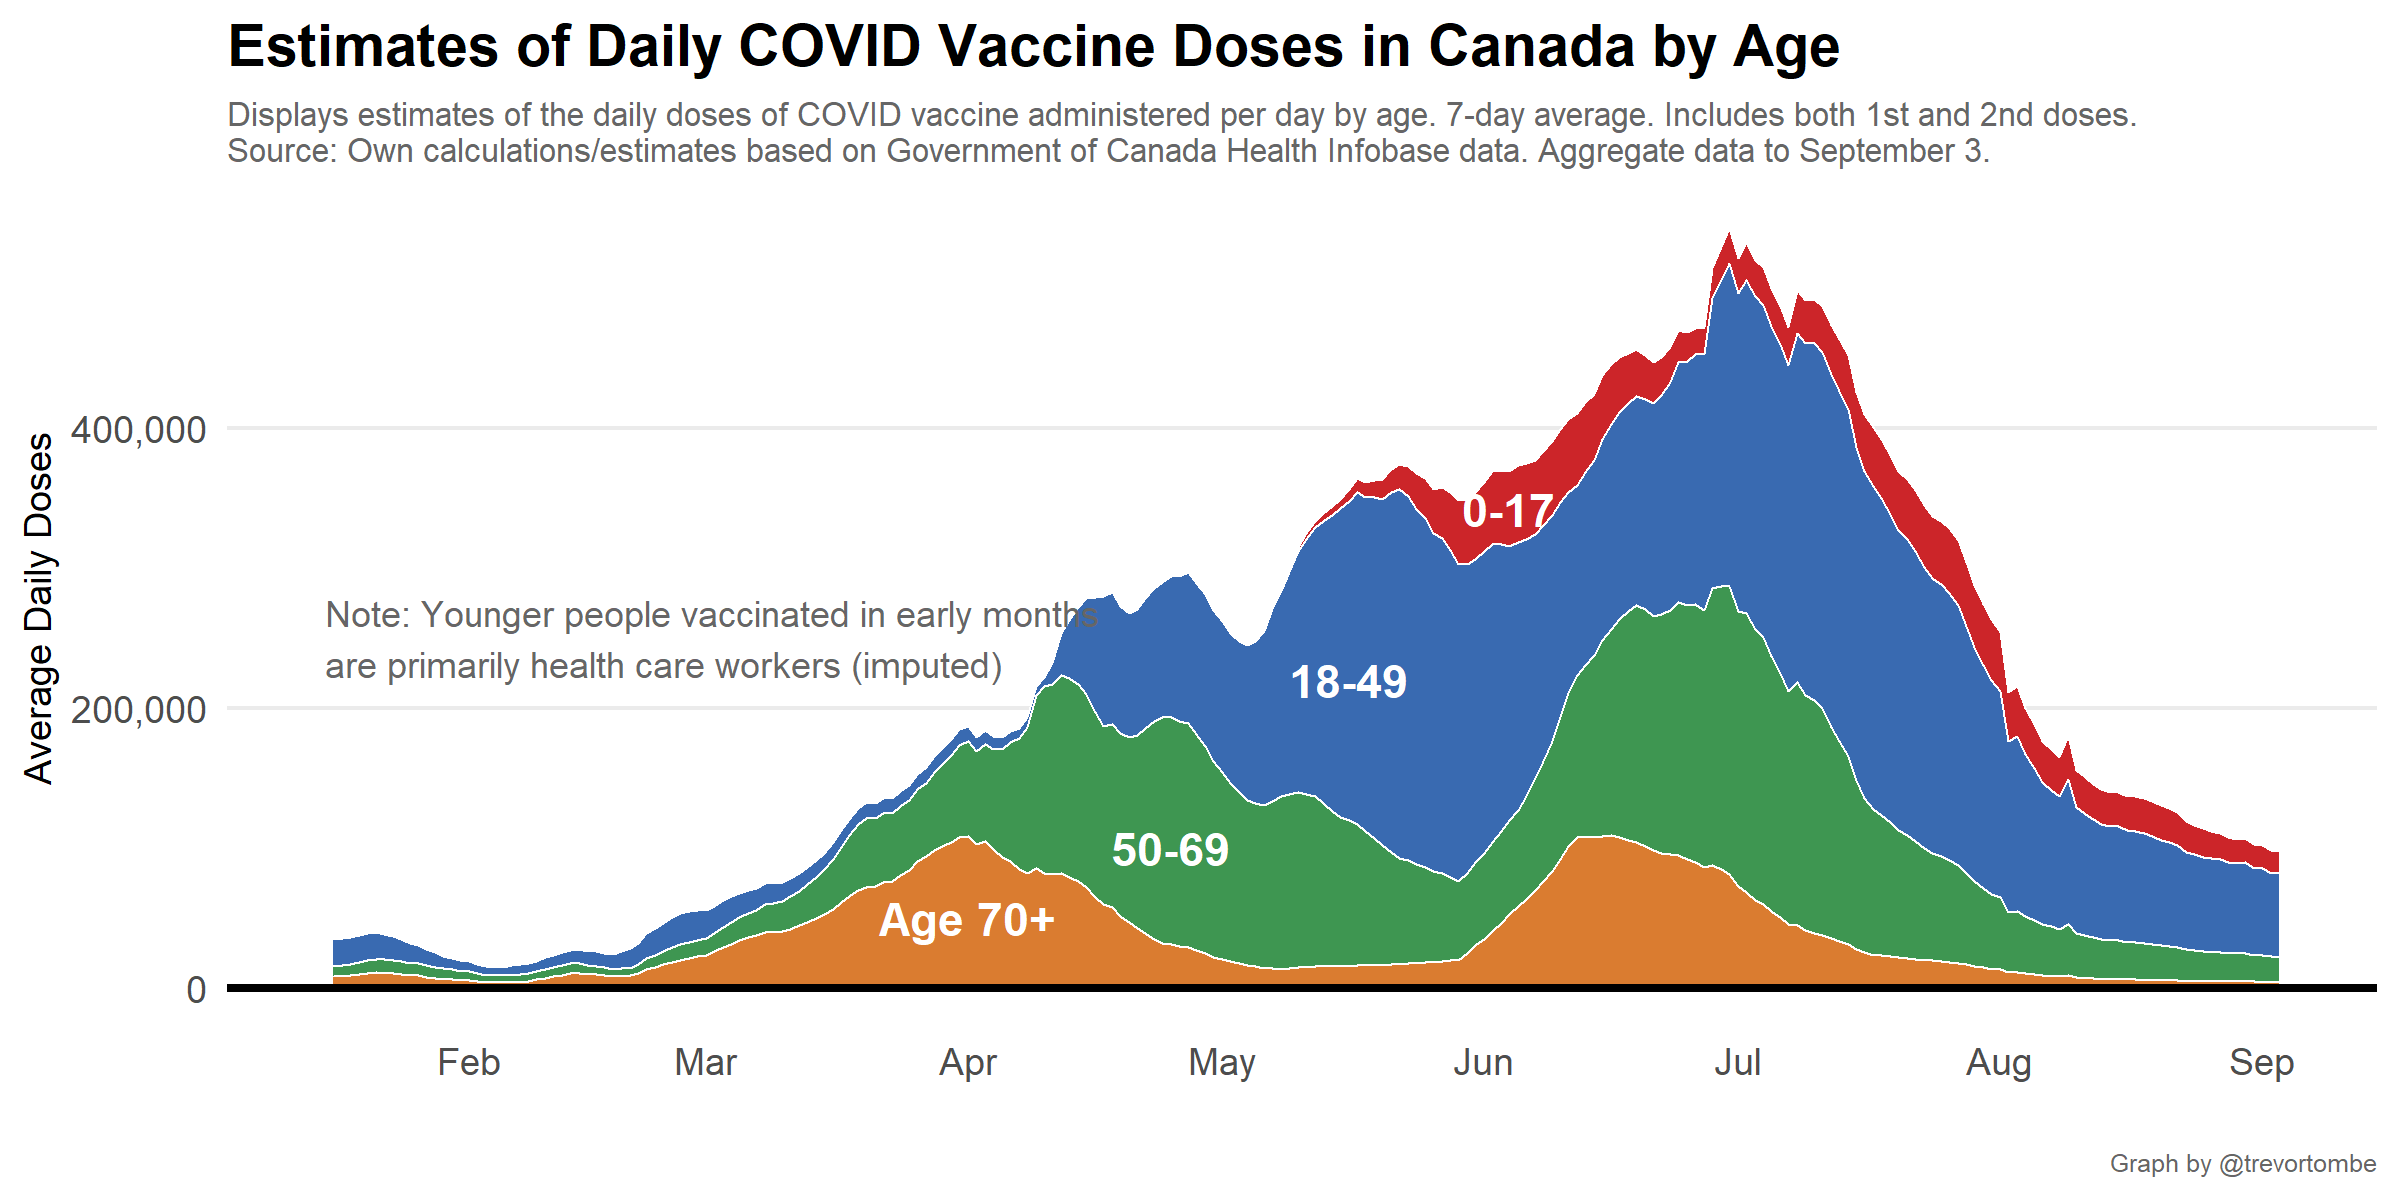 Estimates of Daily COVID Vaccine Doses in Canada by Age
Displays estimates of the daily doses of COVID vaccine administered per day by age. 7-day average. Includes both 1st and 2nd doses.
Source: Own calculations/estimates based on Government of Canada Health Infobase data. Aggregate data to September 3.
Average Daily Doses
400,000
200,000
0
Note: Younger people vaccinated in early months
are primarily health care workers (imputed)
0-17
18-49
50-69
Age 70+
Feb Mar Apr May Jun Jul Aug Sep
Graph by @trevortombe